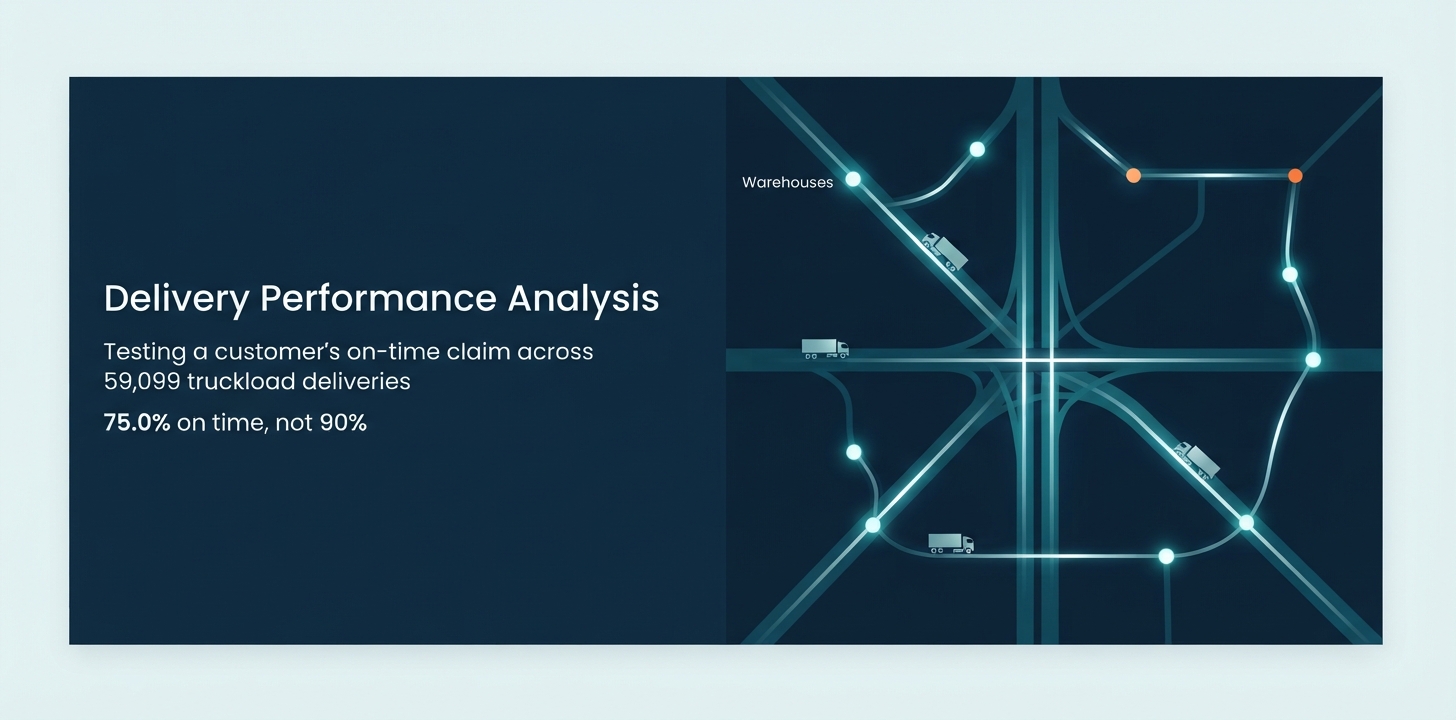 Delivery Performance Analysis
Testing a customer's on-time claim across
59,099 truckload deliveries
75.0% on time, not 90%
Warehouses